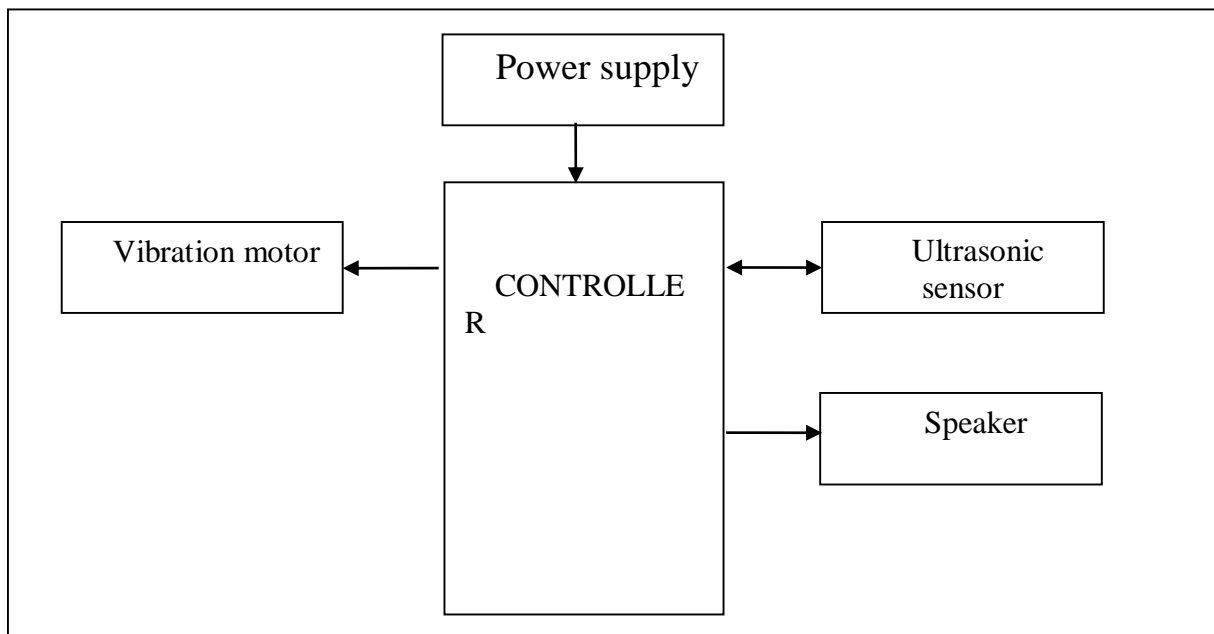 Power supply
Vibration motor
CONTROLLE
R
Ultrasonic
sensor
Speaker